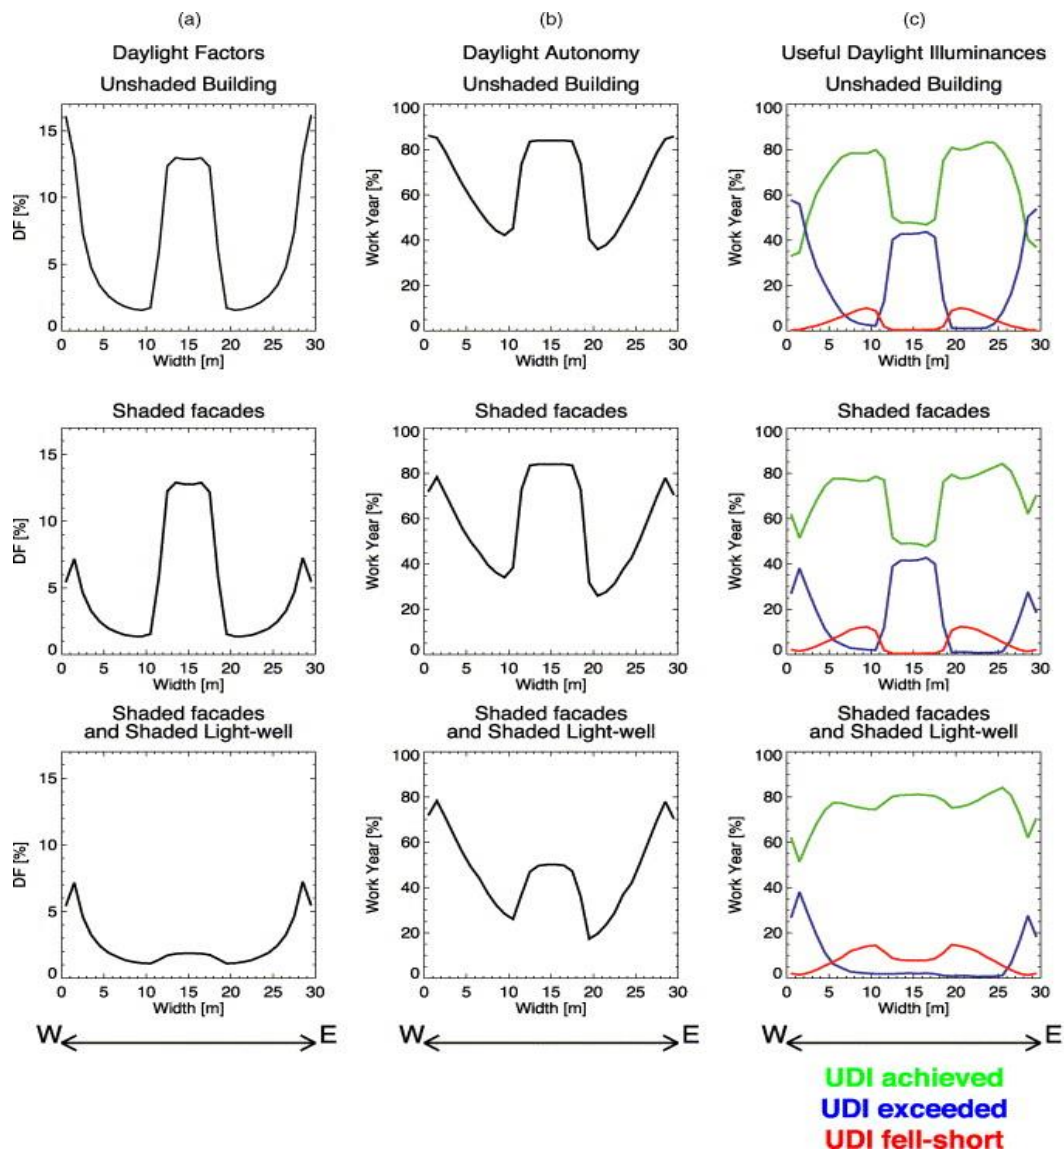 (a) (b) (c)
Daylight Factors Daylight Autonomy Useful Daylight Illuminances
Unshaded Building Unshaded Building Unshaded Building
DF [%] Work Year [%] Work Year [%]
15 10 5 0
100 80 60 40 20 0
100 80 60 40 20 0
0 5 10 15 20 25 30 0 5 10 15 20 25 30 0 5 10 15 20 25 30
Width [m] Width [m] Width [m]
Shaded facades Shaded facades Shaded facades
DF [%] Work Year [%] Work Year [%]
15 10 5 0
100 80 60 40 20 0
100 80 60 40 20 0
0 5 10 15 20 25 30 0 5 10 15 20 25 30 0 5 10 15 20 25 30
Width [m] Width [m] Width [m]
Shaded facades Shaded facades Shaded facades
and Shaded Light-well and Shaded Light-well and Shaded Light-well
DF [%] Work Year [%] Work Year [%]
15 10 5 0
100 80 60 40 20 0
100 80 60 40 20 0
0 5 10 15 20 25 30 0 5 10 15 20 25 30 0 5 10 15 20 25 30
Width [m] Width [m] Width [m]
W E W E W E
UDI achieved
UDI exceeded
UDI fell-short